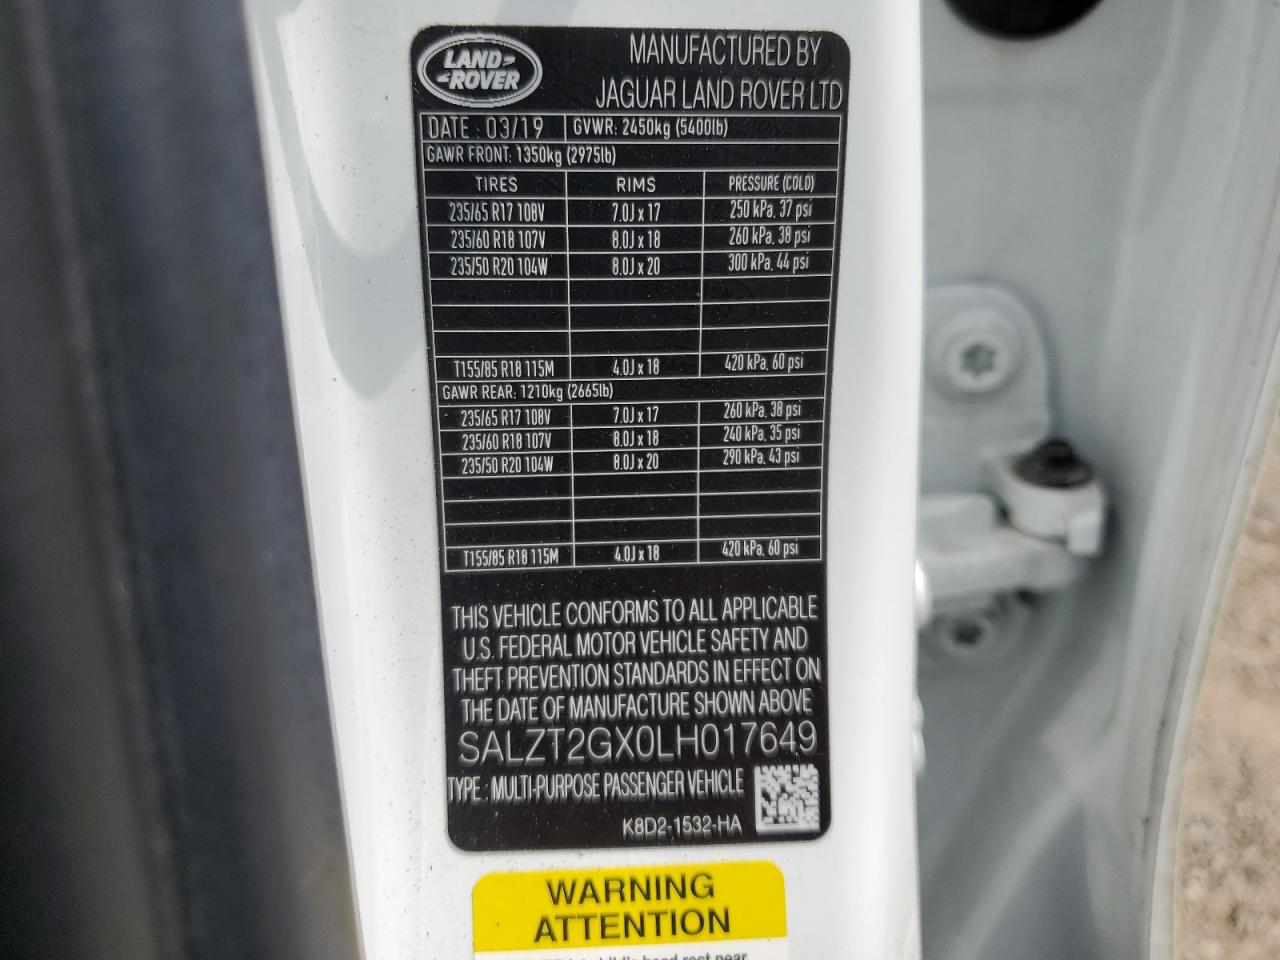 LAND ROVER
MANUFACTURED BY
JAGUAR LAND ROVER LTD
DATE : 03/19 GVWR: 2450kg (5400lb)
GAWR FRONT: 1350kg (2975lb)
TIRES RIMS PRESSURE (COLD)
235/65 R17 108V 7.0J x 17 250 kPa, 37 psi
235/60 R18 107V 8.0J x 18 260 kPa, 38 psi
235/50 R20 104W 8.0J x 20 300 kPa, 44 psi
T155/85 R18 115M 4.0J x 18 420 kPa, 60 psi
GAWR REAR: 1210kg (2665lb)
235/65 R17 108V 7.0J x 17 260 kPa, 38 psi
235/60 R18 107V 8.0J x 18 240 kPa, 35 psi
235/50 R20 104W 8.0J x 20 290 kPa, 43 psi
T155/85 R18 115M 4.0J x 18 420 kPa, 60 psi
THIS VEHICLE CONFORMS TO ALL APPLICABLE
U.S. FEDERAL MOTOR VEHICLE SAFETY AND
THEFT PREVENTION STANDARDS IN EFFECT ON
THE DATE OF MANUFACTURE SHOWN ABOVE
SALZT2GX0LH017649
TYPE : MULTI-PURPOSE PASSENGER VEHICLE
K8D2-1532-HA
WARNING
ATTENTION
child's head rest near